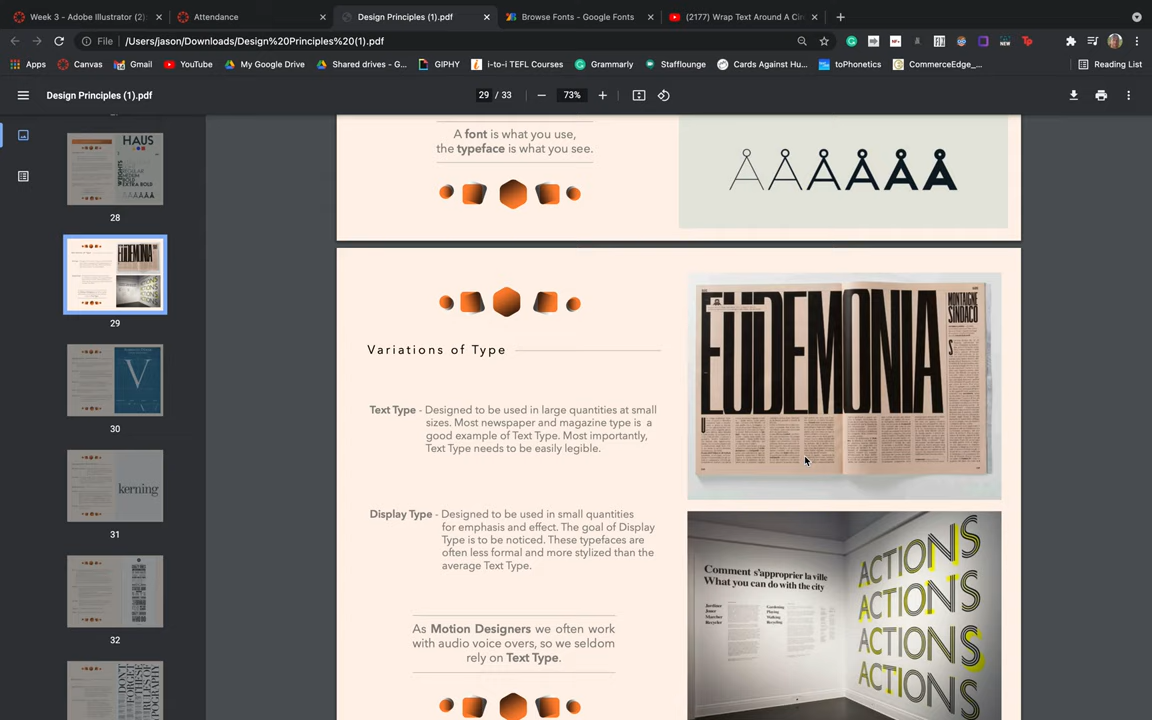 Week 3 - Adobe Illustrator (2):
Attendance
Design Principles (1).pdf
Browse Fonts - Google Fonts
(2177) Wrap Text Around A Cir
File
/Users/jason/Downloads/Design%20Principles%20(1).pdf
Apps
Canvas
Gmail
YouTube
My Google Drive
Shared drives - G...
GIPHY
i-to-i TEFL Courses
Grammarly
Stafflounge
Cards Against Hu...
toPhonetics
CommerceEdge_...
Reading List
Design Principles (1).pdf
29 / 33
73%
HAUS
28
EUDEMONIA
ACTIONS
29
V
30
kerning
31
32
A font is what you use,
the typeface is what you see.
Å Å Å Å Å Å
Variations of Type
Text Type - Designed to be used in large quantities at small
sizes. Most newspaper and magazine type is a
good example of Text Type. Most importantly,
Text Type needs to be easily legible.
Display Type - Designed to be used in small quantities
for emphasis and effect. The goal of Display
Type is to be noticed. These typefaces are
often less formal and more stylized than the
average Text Type.
As Motion Designers we often work
with audio voice overs, so we seldom
rely on Text Type.
EUDEMONIA
MONTAIGNE
SINDACO
Comment s'approprier la ville
What you can do with the city
ACTIONS
ACTIONS
ACTIONS
ACTIONS